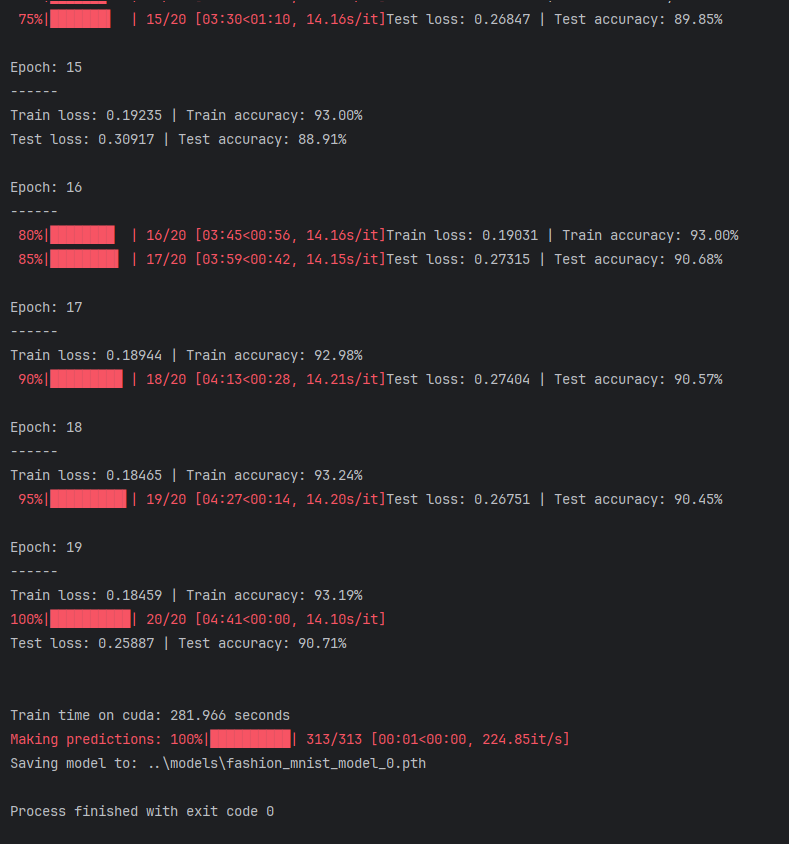 75%| | 15/20 [03:30<01:10, 14.16s/it]Test loss: 0.26847 | Test accuracy: 89.85%
Epoch: 15
------
Train loss: 0.19235 | Train accuracy: 93.00%
Test loss: 0.30917 | Test accuracy: 88.91%
Epoch: 16
------
80%| | 16/20 [03:45<00:56, 14.16s/it]Train loss: 0.19031 | Train accuracy: 93.00%
85%| | 17/20 [03:59<00:42, 14.15s/it]Test loss: 0.27315 | Test accuracy: 90.68%
Epoch: 17
------
Train loss: 0.18944 | Train accuracy: 92.98%
90%| | 18/20 [04:13<00:28, 14.21s/it]Test loss: 0.27404 | Test accuracy: 90.57%
Epoch: 18
------
Train loss: 0.18465 | Train accuracy: 93.24%
95%| | 19/20 [04:27<00:14, 14.20s/it]Test loss: 0.26751 | Test accuracy: 90.45%
Epoch: 19
------
Train loss: 0.18459 | Train accuracy: 93.19%
100%| | 20/20 [04:41<00:00, 14.10s/it]
Test loss: 0.25887 | Test accuracy: 90.71%
Train time on cuda: 281.966 seconds
Making predictions: 100%| | 313/313 [00:01<00:00, 224.85it/s]
Saving model to: ..\models\fashion_mnist_model_0.pth
Process finished with exit code 0